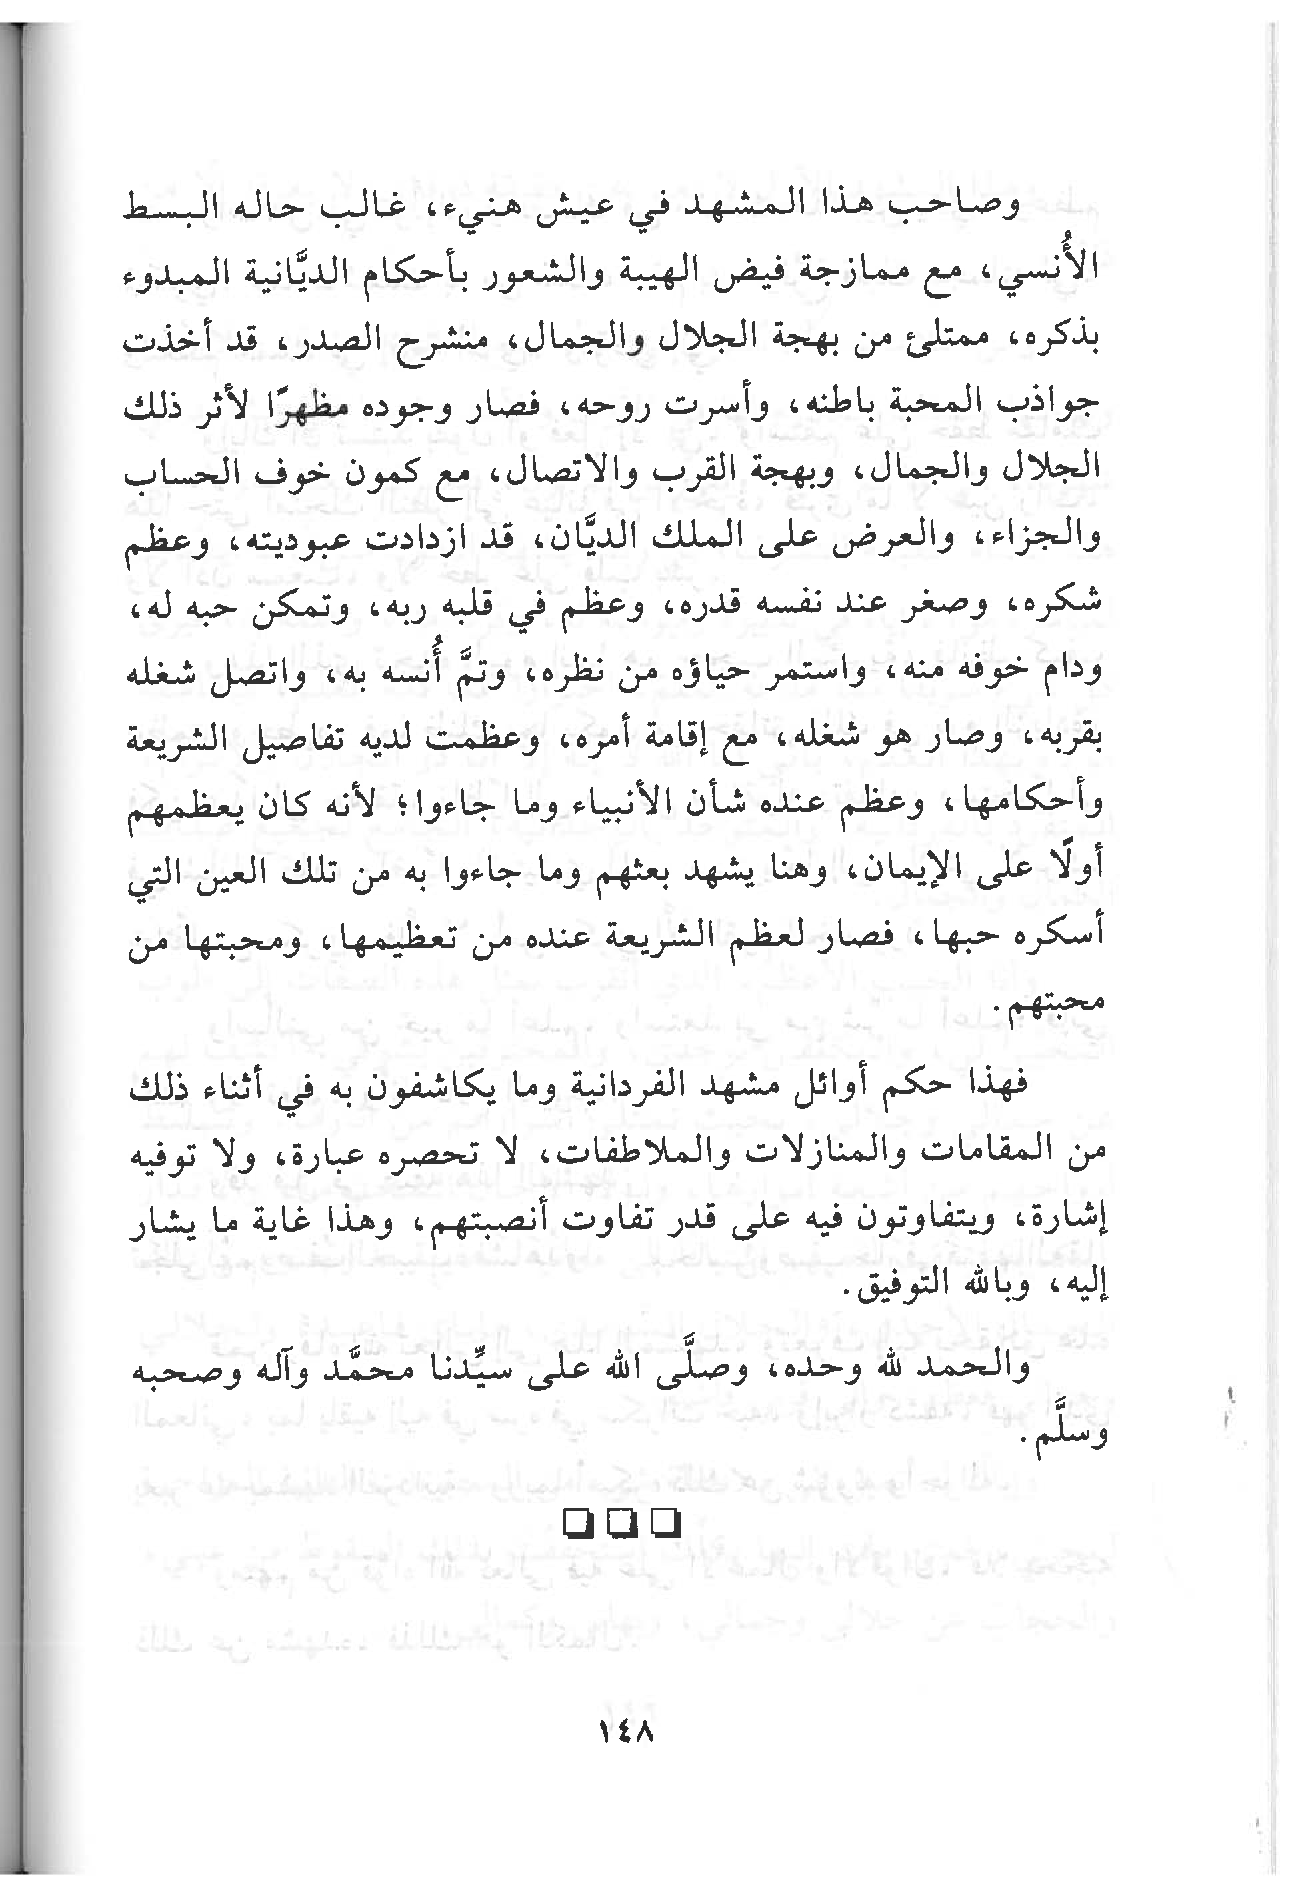 وصاحب هذا المشهد في عيش هنيء، غالب حاله البسط
الأُنسي، مع ممازجة فيض الهيبة والشعور بأحكام الديَّانية المبدوء
بذكره، ممتلئ من بهجة الجلال والجمال، منشرح الصدر، قد أخذت
جواذب المحبة باطنه، وأسرت روحه، فصار وجوده مظهرًا لأثر ذلك
الجلال والجمال، وبهجة القرب والاتصال، مع كمون خوف الحساب
والجزاء، والعرض على الملك الديَّان، قد ازدادت عبوديته، وعظم
شكره، وصغر عند نفسه قدره، وعظم في قلبه ربه، وتمكن حبه له،
ودام خوفه منه، واستمر حياؤه من نظره، وتمَّ أُنسه به، واتصل شغله
بقربه، وصار هو شغله، مع إقامة أمره، وعظمت لديه تفاصيل الشريعة
وأحكامها، وعظم عنده شأن الأنبياء وما جاءوا؛ لأنه كان يعظمهم
أولًا على الإيمان، وهنا يشهد بعثهم وما جاءوا به من تلك العين التي
أسكره حبها، فصار لعظم الشريعة عنده من تعظيمها، ومحبتها من
محبتهم.
فهذا حكم أوائل مشهد الفردانية وما يكاشفون به في أثناء ذلك
من المقامات والمنازلات والملاطفات، لا تحصره عبارة، ولا توفيه
إشارة، ويتفاوتون فيه على قدر تفاوت أنصبتهم، وهذا غاية ما يشار
إليه، وبالله التوفيق.
والحمد لله وحده، وصلَّى الله على سيِّدنا محمَّد وآله وصحبه
وسلَّم.
١٤٨